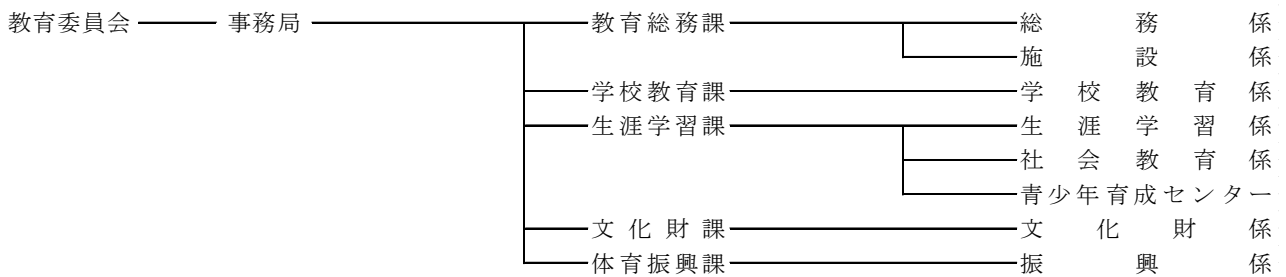 教育委員会 事務局 教育総務課 総務係
施設係
学校教育課 学校教育係
生涯学習課 生涯学習係
社会教育係
青少年育成センター
文化財課 文化財係
体育振興課 振興係